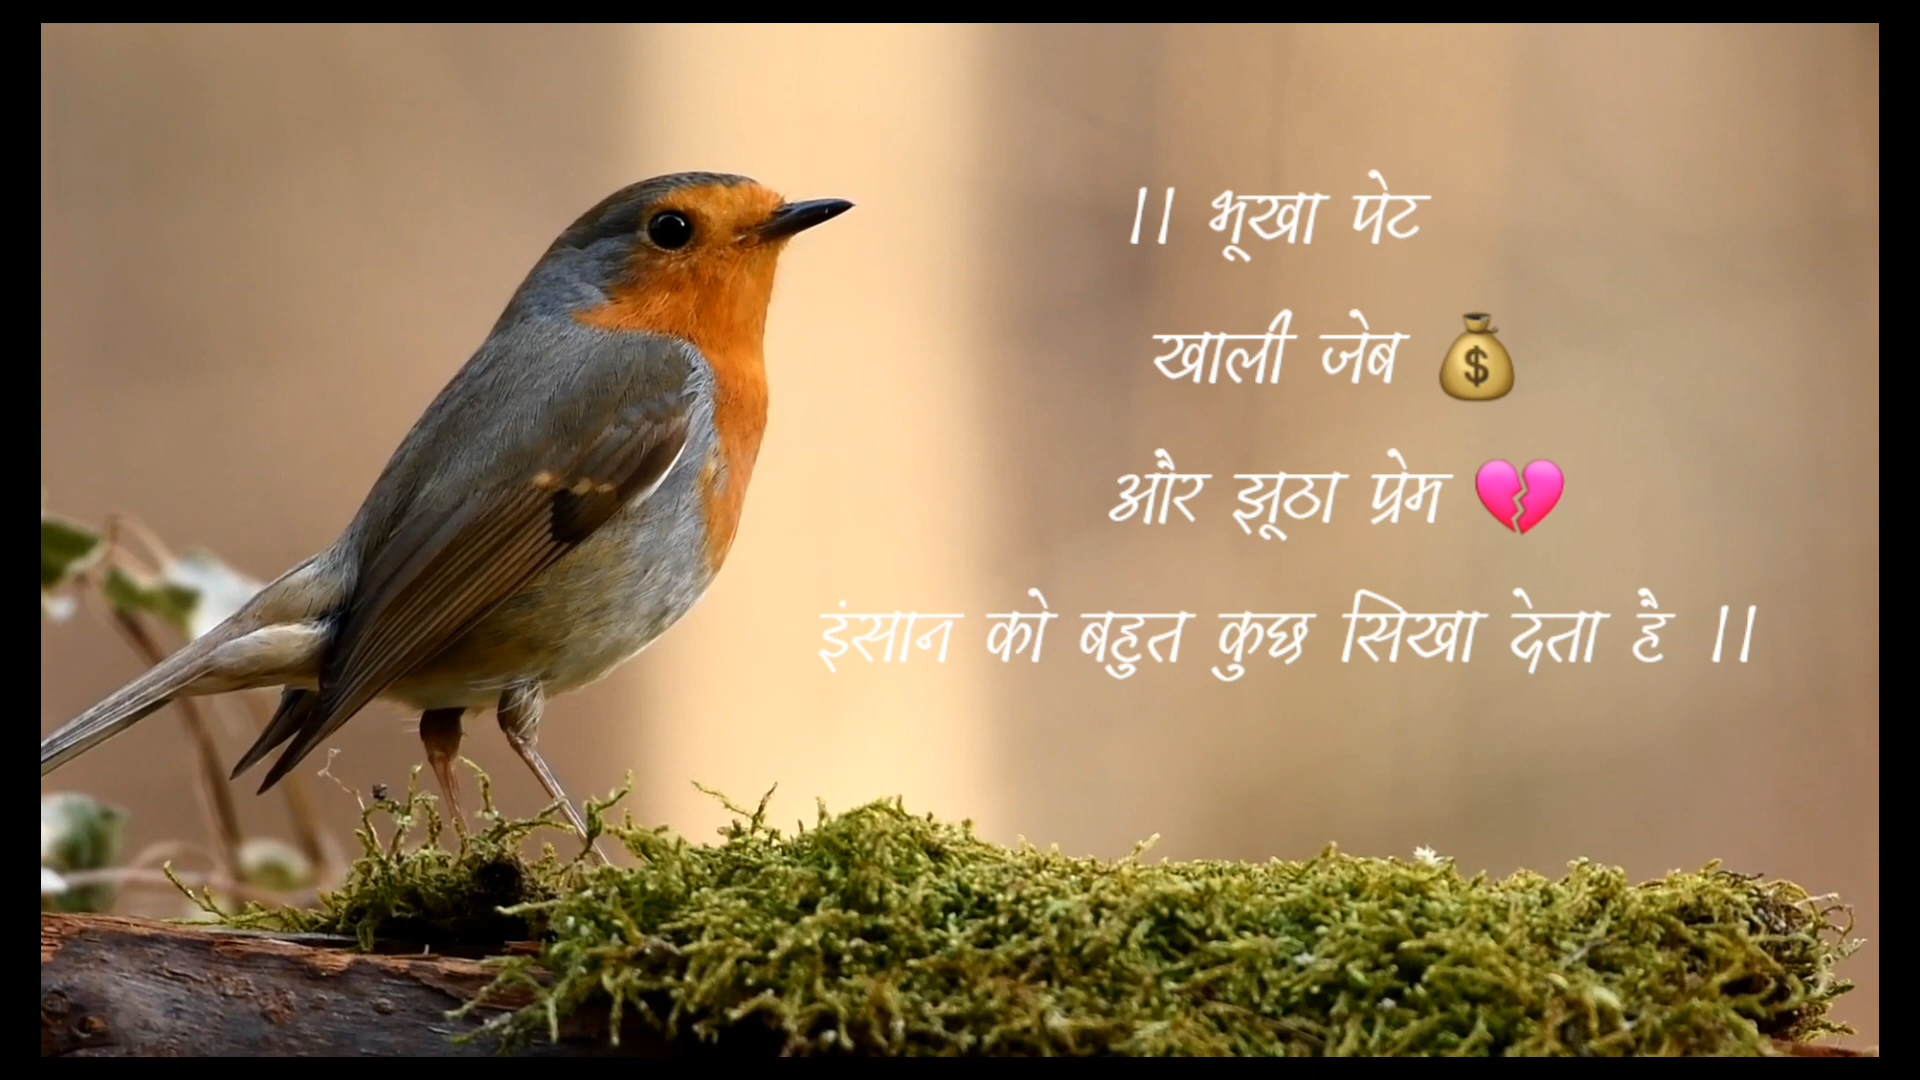 ।। भूखा पेट
खाली जेब 💰
और झूठा प्रेम 💔
इंसान को बहुत कुछ सिखा देता है ।।